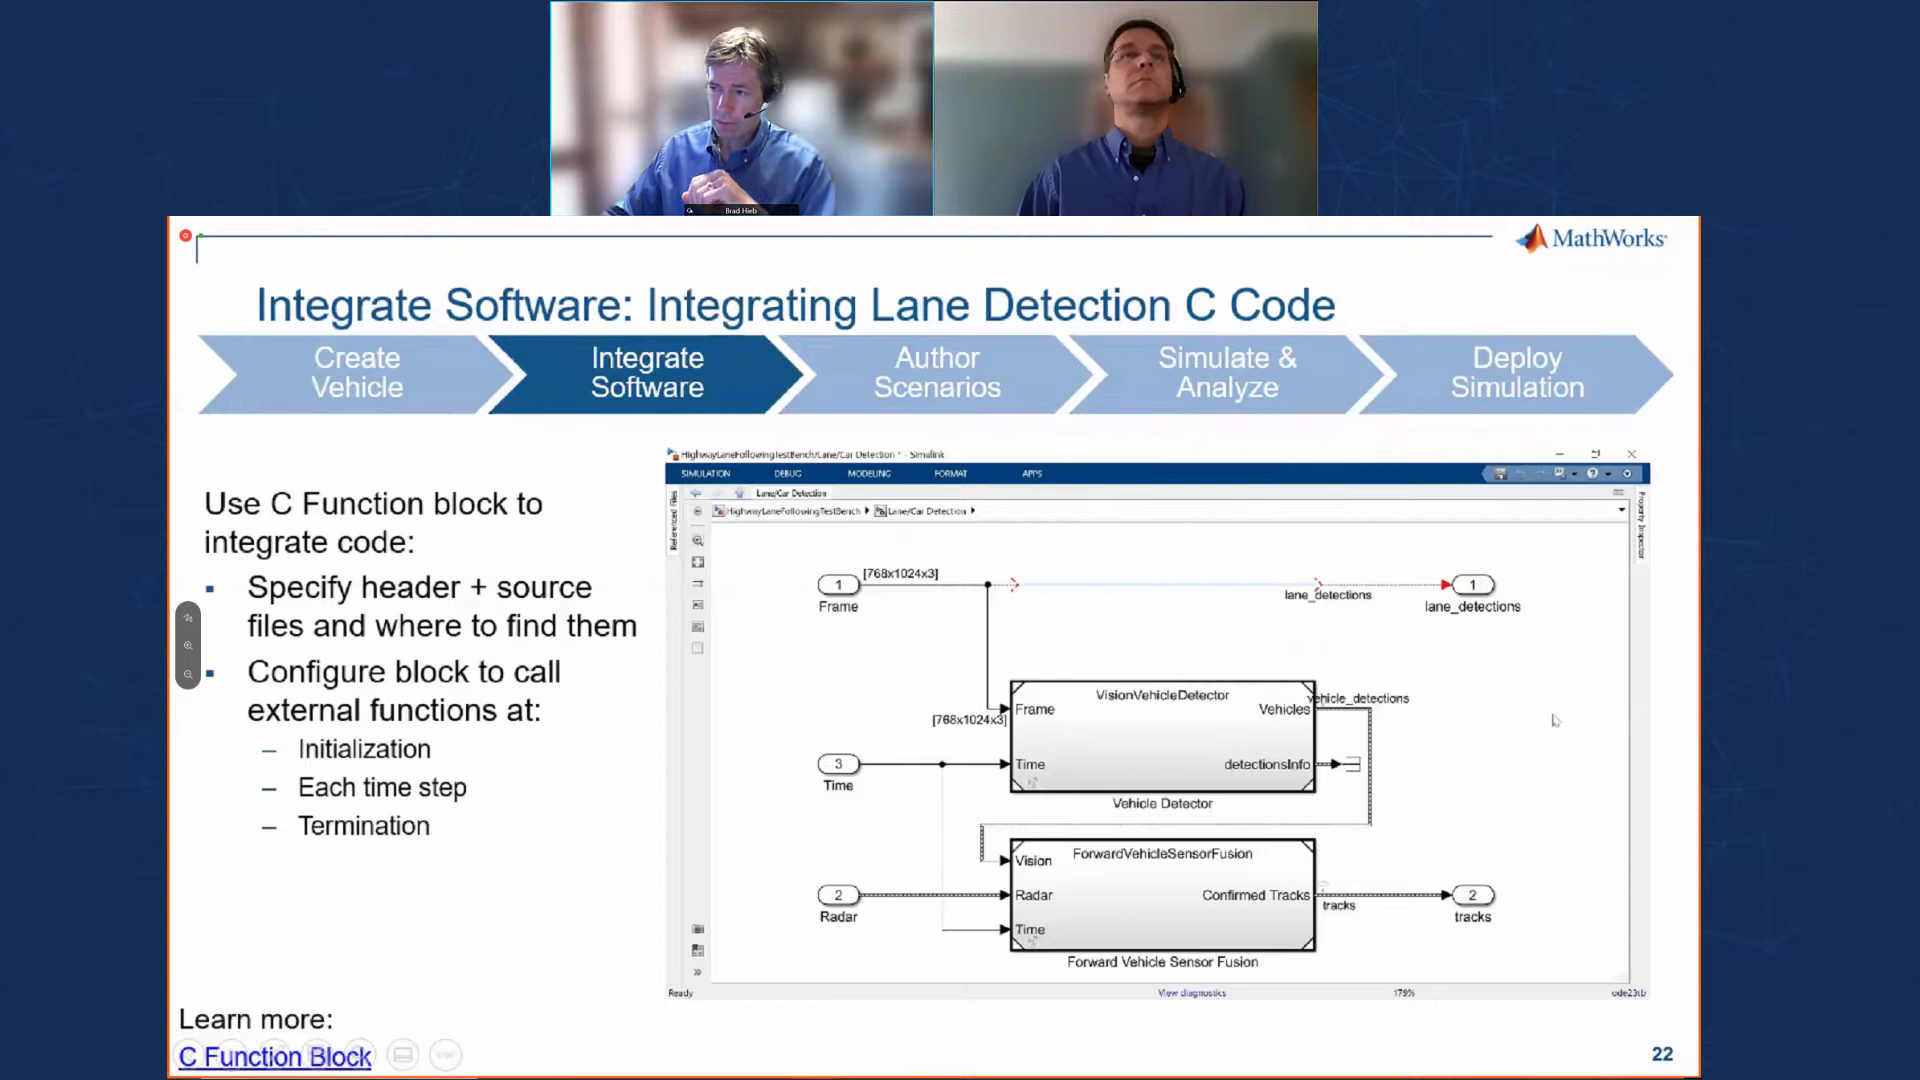 Brad Hieb
MathWorks
Integrate Software: Integrating Lane Detection C Code
Create
Vehicle
Integrate
Software
Author
Scenarios
Simulate &
Analyze
Deploy
Simulation
Use C Function block to
integrate code:
▪ Specify header + source
files and where to find them
▪ Configure block to call
external functions at:
– Initialization
– Each time step
– Termination
Learn more:
C Function Block
HighwayLaneFollowingTestBench/Lane/Car Detection * - Simulink
SIMULATION DEBUG MODELING FORMAT APPS
Lane/Car Detection
HighwayLaneFollowingTestBench Lane/Car Detection
Referenced Files
Property Inspector
1
[768x1024x3]
Frame
lane_detections
1
lane_detections
VisionVehicleDetector
vehicle_detections
Frame
Vehicles
[768x1024x3]
3
Time
Time
detectionsInfo
Vehicle Detector
ForwardVehicleSensorFusion
Vision
2
Radar
Radar
Confirmed Tracks
tracks
2
tracks
Time
Forward Vehicle Sensor Fusion
Ready
View diagnostics
179%
ode23tb
22